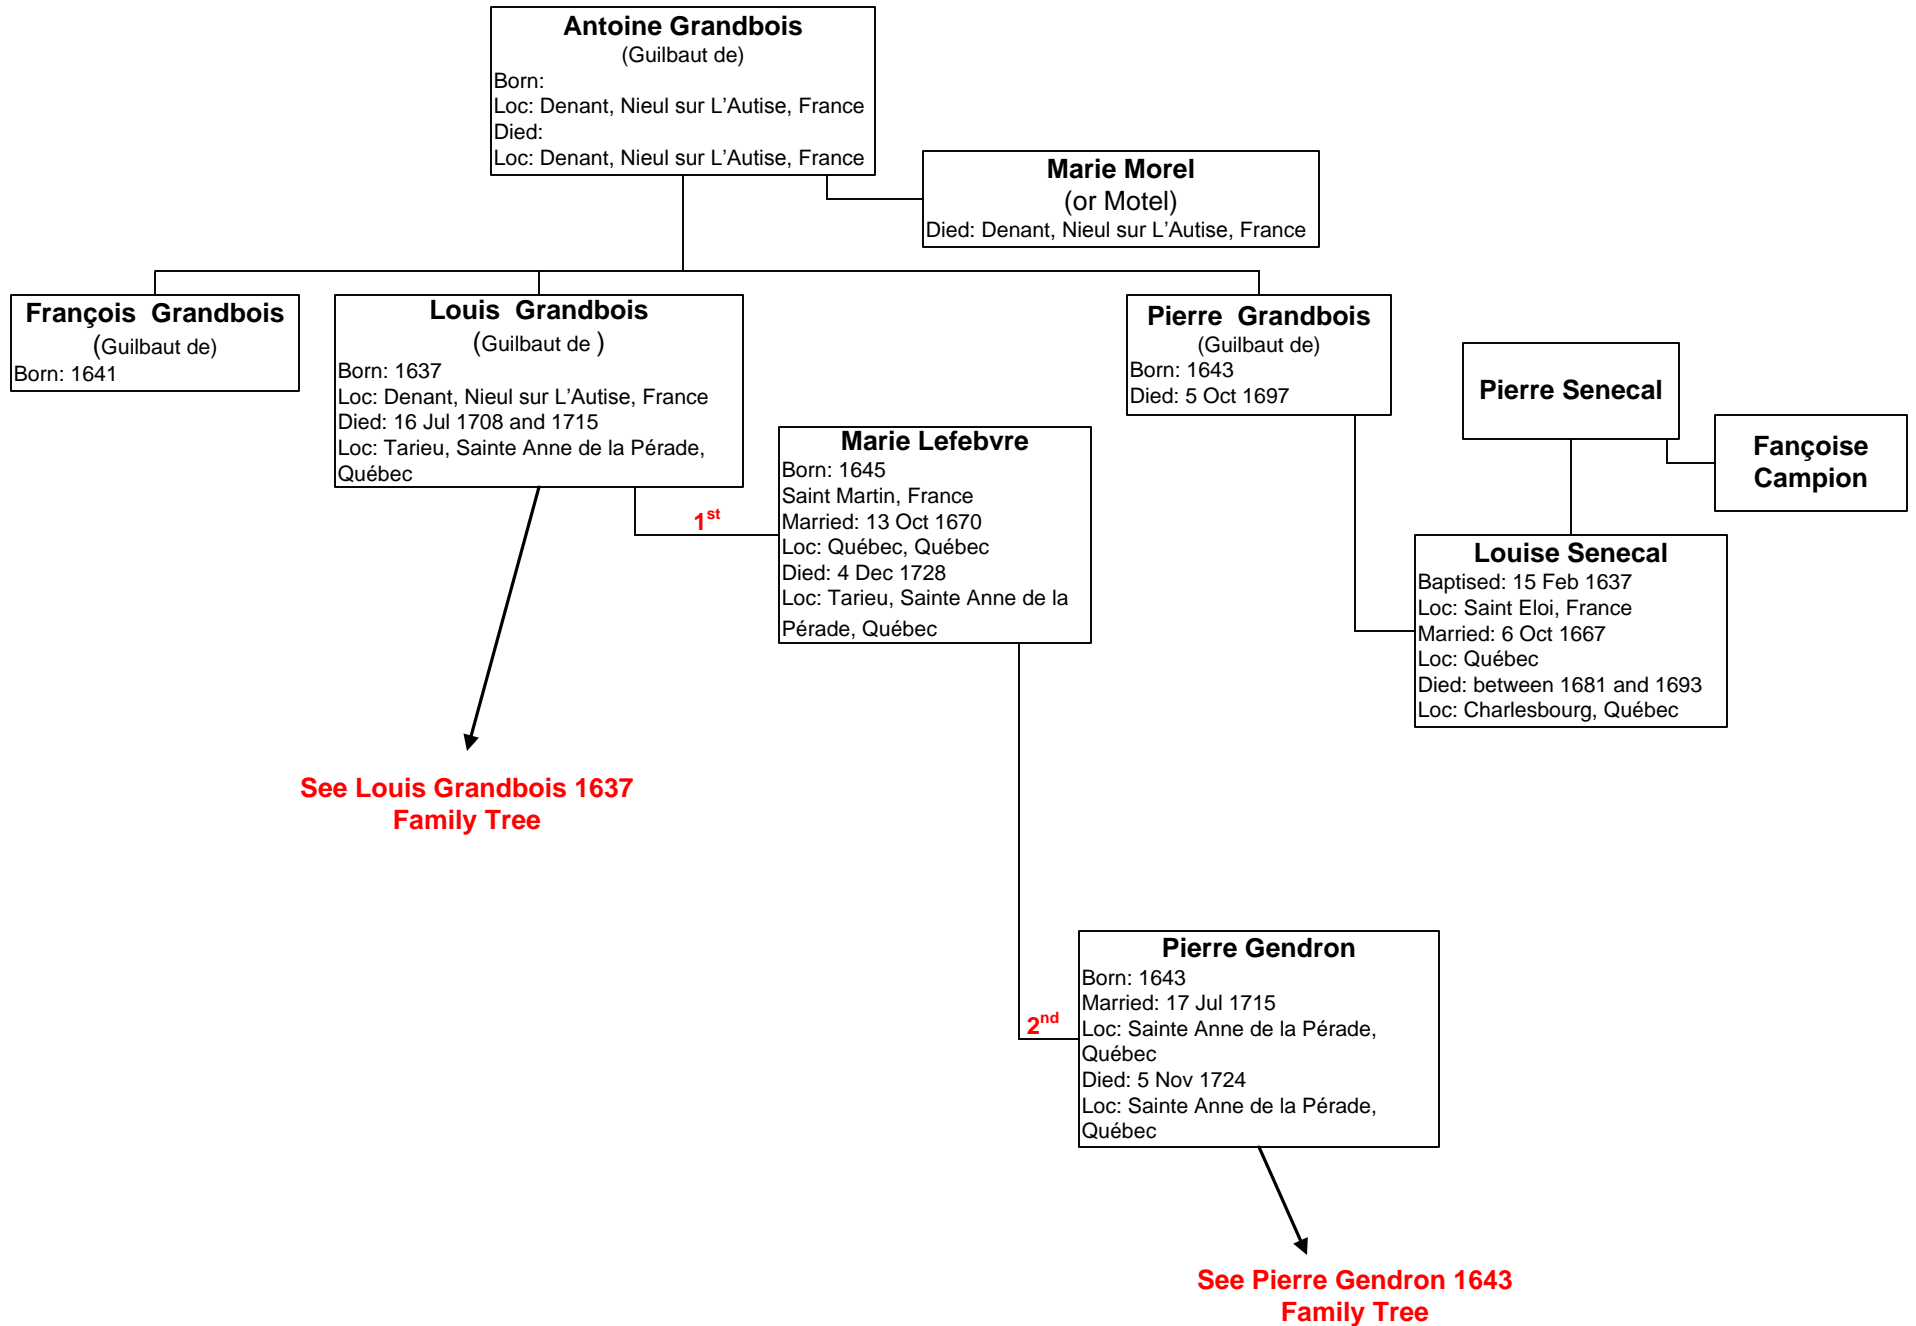 Antoine Grandbois
(Guilbaut de)
Born:
Loc: Denant, Nieul sur L'Autise, France
Died:
Loc: Denant, Nieul sur L'Autise, France
Marie Morel
(or Motel)
Died: Denant, Nieul sur L'Autise, France
François Grandbois
(Guilbaut de)
Born: 1641
Louis Grandbois
(Guilbaut de )
Born: 1637
Loc: Denant, Nieul sur L'Autise, France
Died: 16 Jul 1708 and 1715
Loc: Tarieu, Sainte Anne de la Pérade,
Québec
Pierre Grandbois
(Guilbaut de)
Born: 1643
Died: 5 Oct 1697
Pierre Senecal
Fançoise
Campion
1st
Marie Lefebvre
Born: 1645
Saint Martin, France
Married: 13 Oct 1670
Loc: Québec, Québec
Died: 4 Dec 1728
Loc: Tarieu, Sainte Anne de la
Pérade, Québec
Louise Senecal
Baptised: 15 Feb 1637
Loc: Saint Eloi, France
Married: 6 Oct 1667
Loc: Québec
Died: between 1681 and 1693
Loc: Charlesbourg, Québec
See Louis Grandbois 1637
Family Tree
2nd
Pierre Gendron
Born: 1643
Married: 17 Jul 1715
Loc: Sainte Anne de la Pérade,
Québec
Died: 5 Nov 1724
Loc: Sainte Anne de la Pérade,
Québec
See Pierre Gendron 1643
Family Tree